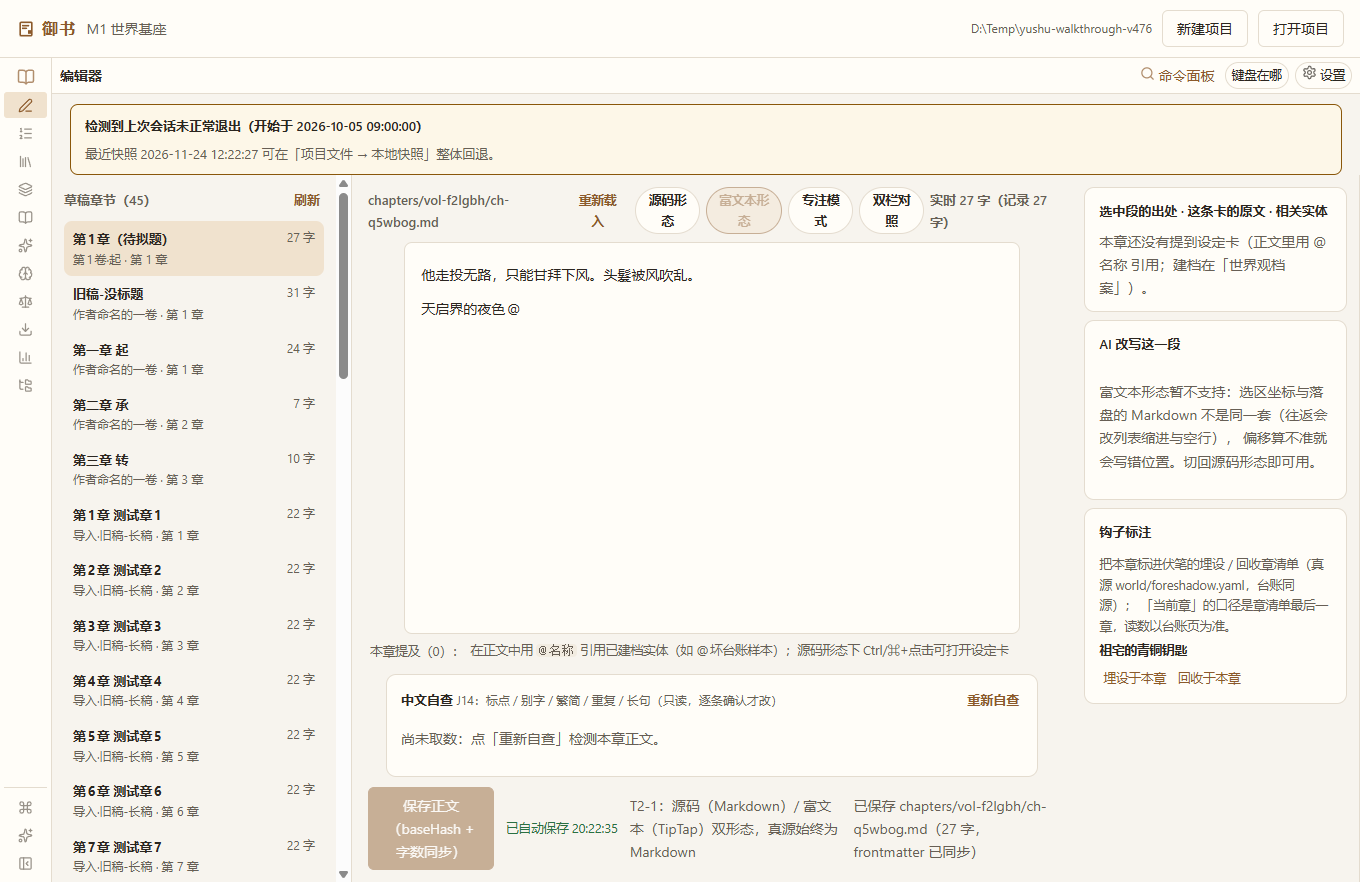 御书 M1 世界基座
D:\Temp\yushu-walkthrough-v476 新建项目 打开项目
编辑器
命令面板 键盘在哪 设置
检测到上次会话未正常退出（开始于 2026-10-05 09:00:00）
最近快照 2026-11-24 12:22:27 可在「项目文件 → 本地快照」整体回退。
草稿章节（45） 刷新
第1章（待拟题） 27 字
第1卷·起 · 第 1 章
旧稿-没标题 31 字
作者命名的一卷 · 第 1 章
第一章 起 24 字
作者命名的一卷 · 第 1 章
第二章 承 7 字
作者命名的一卷 · 第 2 章
第三章 转 10 字
作者命名的一卷 · 第 3 章
第1章 测试章1 22 字
导入·旧稿-长稿 · 第 1 章
第2章 测试章2 22 字
导入·旧稿-长稿 · 第 2 章
第3章 测试章3 22 字
导入·旧稿-长稿 · 第 3 章
第4章 测试章4 22 字
导入·旧稿-长稿 · 第 4 章
第5章 测试章5 22 字
导入·旧稿-长稿 · 第 5 章
第6章 测试章6 22 字
导入·旧稿-长稿 · 第 6 章
第7章 测试章7 22 字
导入·旧稿-长稿 · 第 7 章
chapters/vol-f2lgbh/ch-
q5wbog.md
重新载
入
源码形
态
富文本形
态
专注模
式
双栏对
照
实时 27 字（记录 27
字）
他走投无路，只能甘拜下风。头髮被风吹乱。
天启界的夜色＠
本章提及（0）： 在正文中用 @名称 引用已建档实体（如 @坏台账样本）；源码形态下 Ctrl/⌘+点击可打开设定卡
中文自查 J14：标点 / 别字 / 繁简 / 重复 / 长句（只读，逐条确认才改） 重新自查
尚未取数：点「重新自查」检测本章正文。
保存正文
（baseHash +
字数同步）
已自动保存 20:22:35
T2-1：源码（Markdown）/ 富文
本（TipTap）双形态，真源始终为
Markdown
已保存 chapters/vol-f2lgbh/ch-
q5wbog.md（27 字，
frontmatter 已同步）
选中段的出处 · 这条卡的原文 · 相关实体
本章还没有提到设定卡（正文里用 @
名称 引用；建档在「世界观档
案」）。
AI 改写这一段
富文本形态暂不支持：选区坐标与落
盘的 Markdown 不是同一套（往返会
改列表缩进与空行），偏移算不准就
会写错位置。切回源码形态即可用。
钩子标注
把本章标进伏笔的埋设 / 回收章清单（真
源 world/foreshadow.yaml，台账同
源）；「当前章」的口径是章清单最后一
章，读数以台账页为准。
祖宅的青铜钥匙
埋设于本章 回收于本章